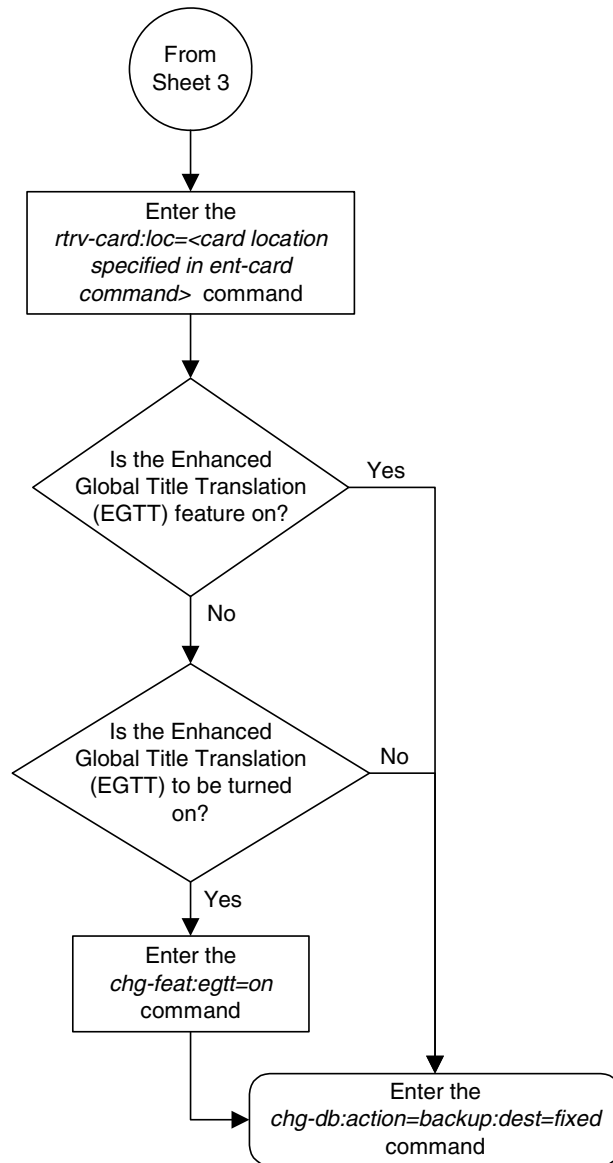 From
Sheet 3
Enter the
rtrv-card:loc=<card location
specified in ent-card
command> command
Is the Enhanced
Global Title Translation
(EGTT) feature on?
Yes
No
Is the Enhanced
Global Title Translation
(EGTT) to be turned
on?
No
Yes
Enter the
chg-feat:egtt=on
command
Enter the
chg-db:action=backup:dest=fixed
command